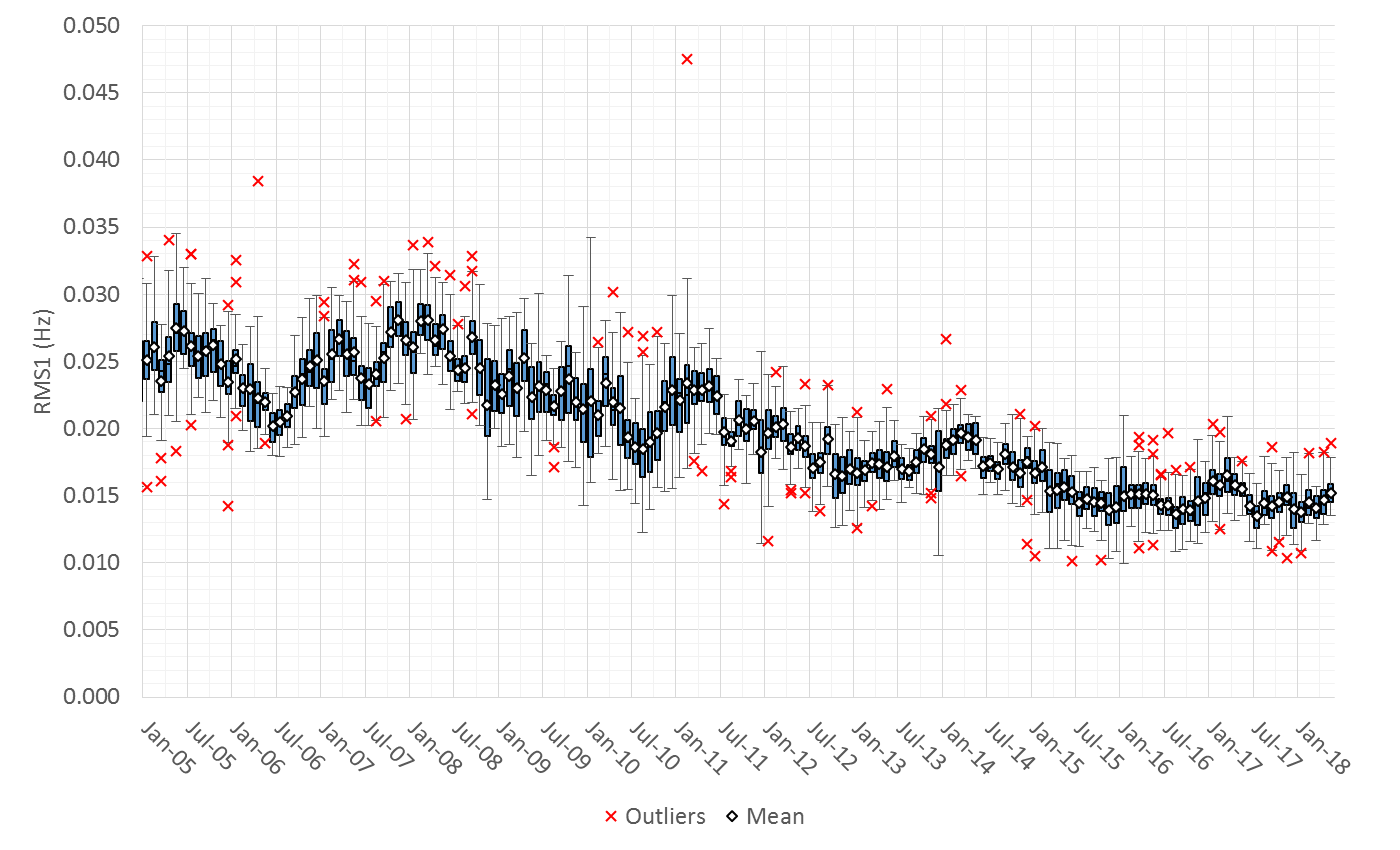 0.050
0.045
0.040
0.035
0.030
0.025
0.020
0.015
0.010
0.005
0.000
RMS1 (Hz)
Jan-05
Jul-05
Jan-06
Jul-06
Jan-07
Jul-07
Jan-08
Jul-08
Jan-09
Jul-09
Jan-10
Jul-10
Jan-11
Jul-11
Jan-12
Jul-12
Jan-13
Jul-13
Jan-14
Jul-14
Jan-15
Jul-15
Jan-16
Jul-16
Jan-17
Jul-17
Jan-18
Outliers Mean